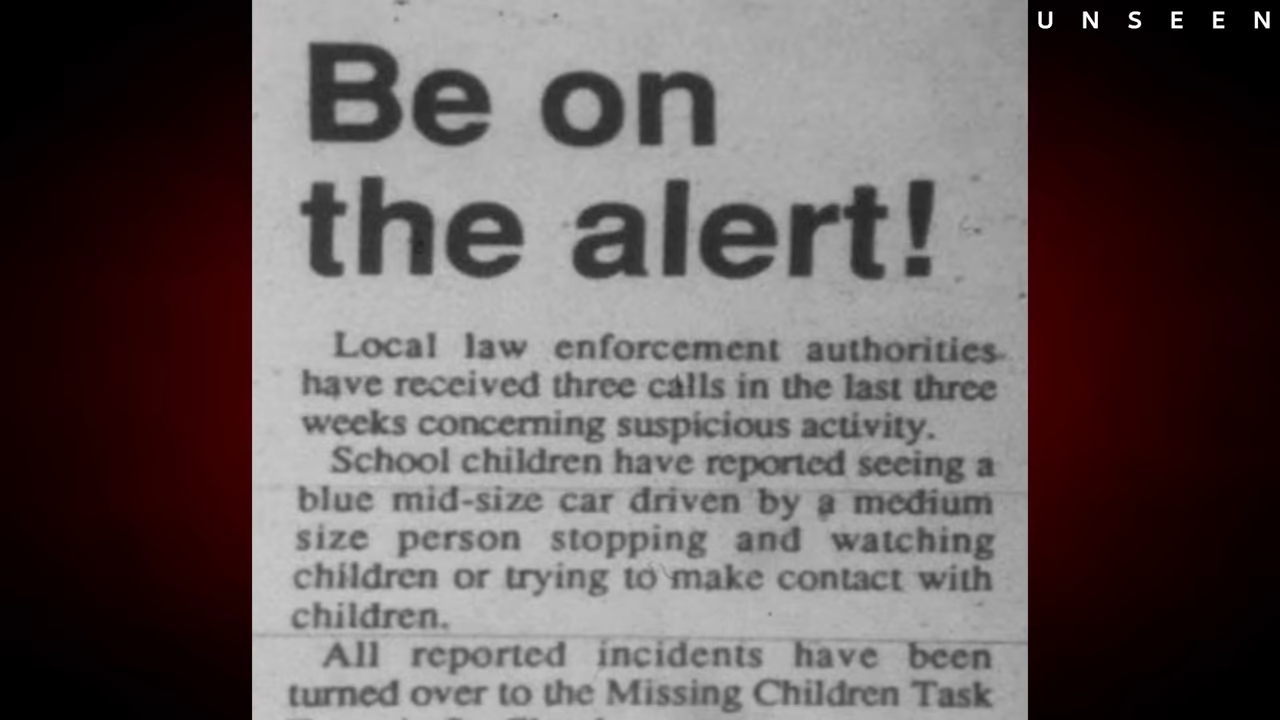 U N S E E N
Be on
the alert!
Local law enforcement authorities
have received three calls in the last three
weeks concerning suspicious activity.
School children have reported seeing a
blue mid-size car driven by a medium
size person stopping and watching
children or trying to make contact with
children.
All reported incidents have been
turned over to the Missing Children Task